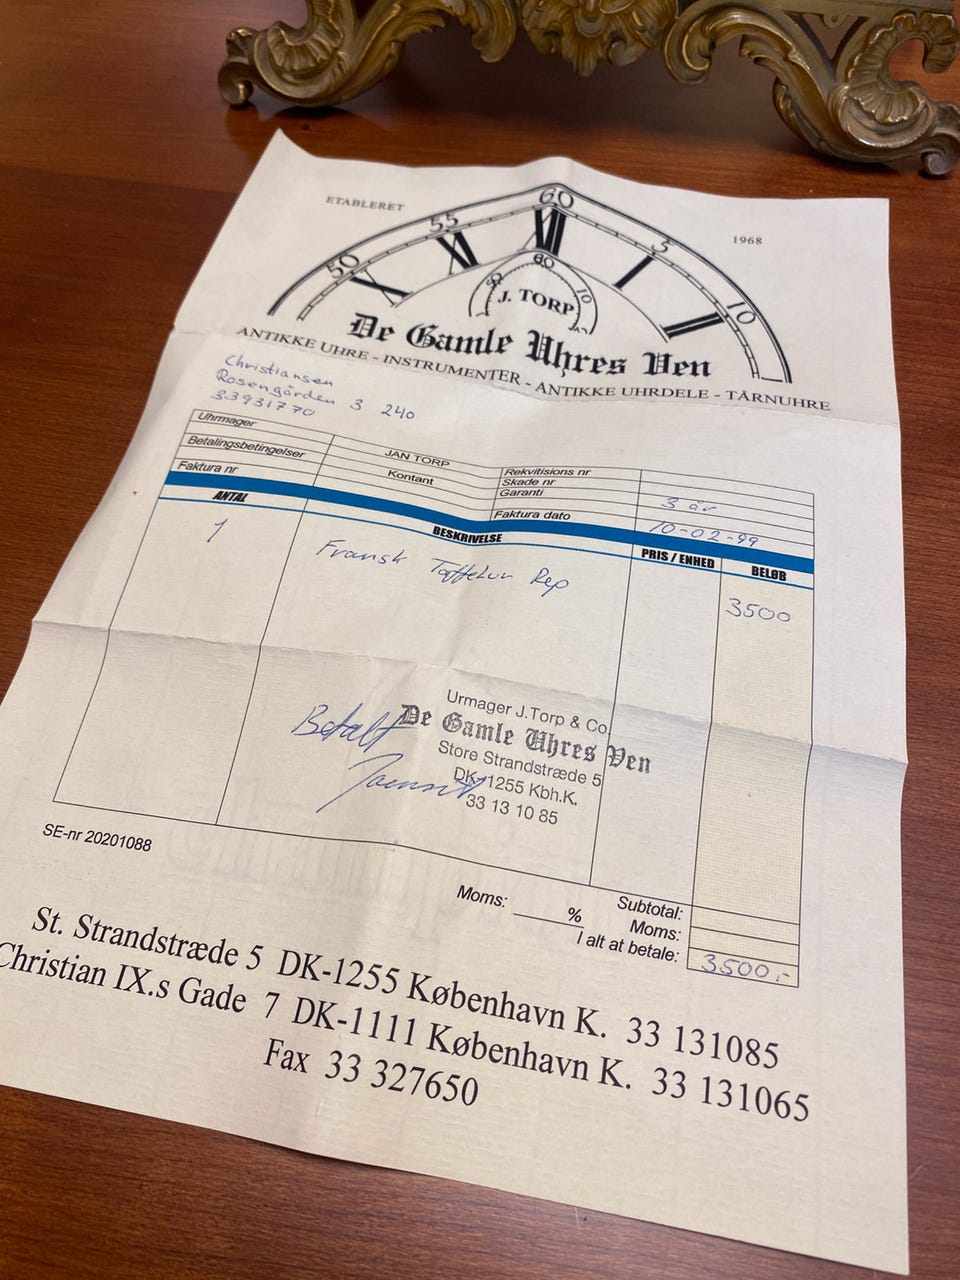 ETABLERET
1968
50 55 60 5 10
50 60 10
J. TORP
De Gamle Uhres Ven
ANTIKKE UHRE - INSTRUMENTER - ANTIKKE UHRDELE - TÅRNUHRE
Christiansen
Rosengården 3 240
33931770
Uhrmager JAN TORP Rekvisitions nr
Betalingsbetingelser Kontant Skade nr
Garanti 3 år
Faktura nr Faktura dato 10-02-99
ANTAL BESKRIVELSE PRIS / ENHED BELØB
1 Fransk Taffelur Rep 3500
Betalt
Urmager J.Torp & Co
De Gamle Uhres Ven
Store Strandstræde 5
DK-1255 Kbh.K.
33 13 10 85
SE-nr 20201088
Moms: % Subtotal:
Moms:
I alt at betale: 3500,-
St. Strandstræde 5 DK-1255 København K. 33 131085
Christian IX.s Gade 7 DK-1111 København K. 33 131065
Fax 33 327650